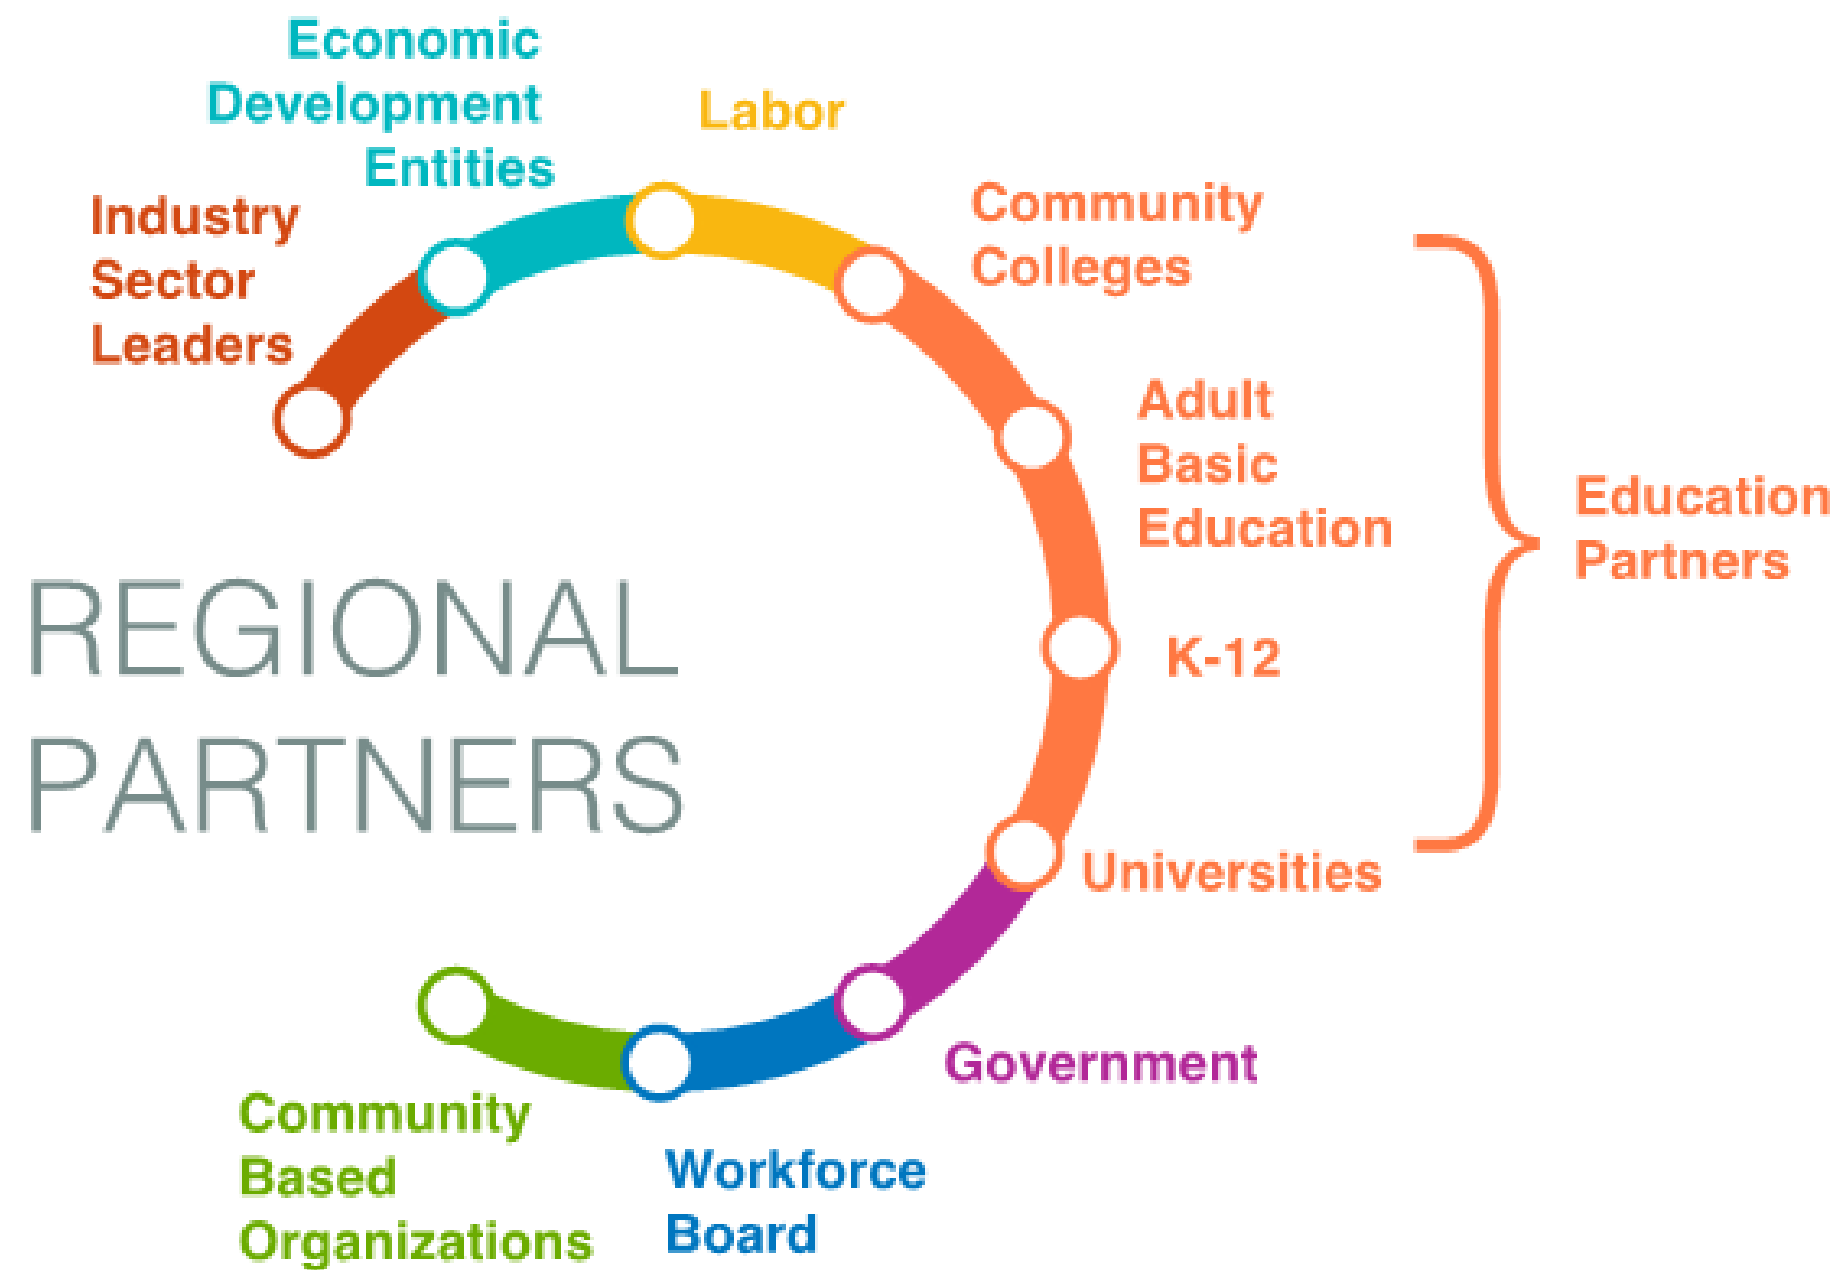 Economic
Development
Entities
Labor
Industry
Sector
Leaders
Community
Colleges
Adult
Basic
Education
Education
Partners
REGIONAL
PARTNERS
K-12
Universities
Government
Community
Based
Organizations
Workforce
Board